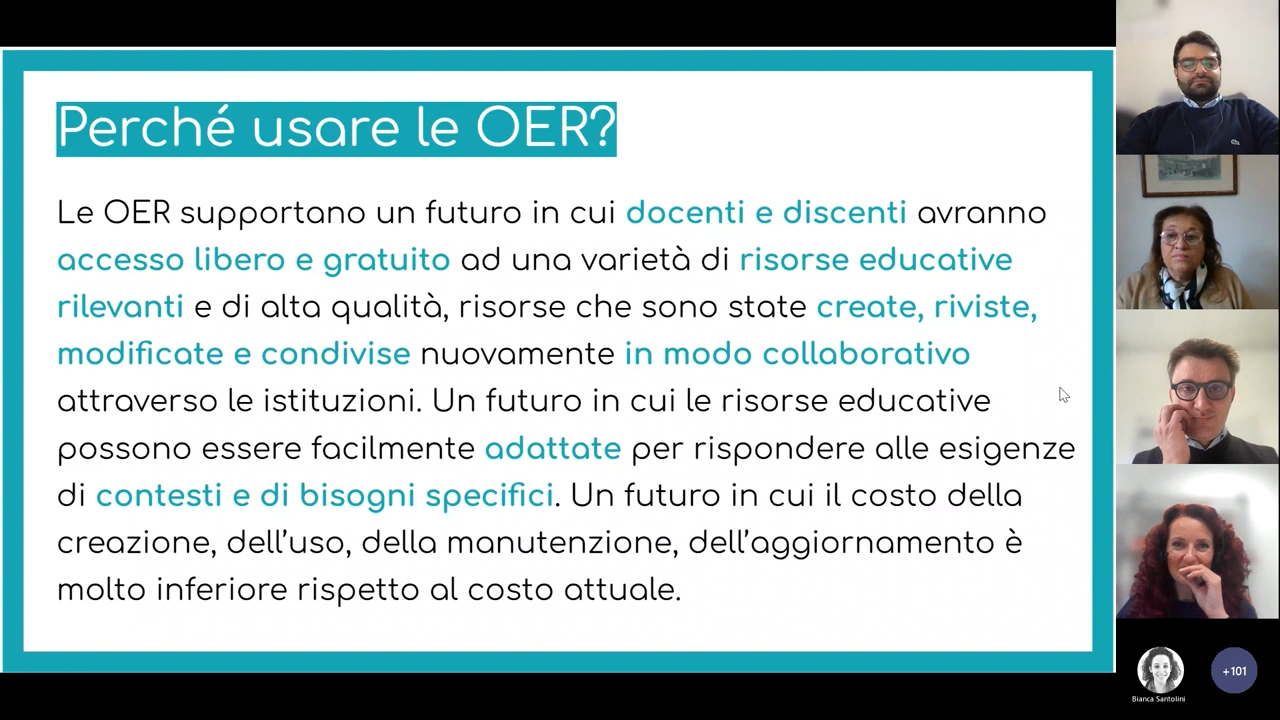 Perché usare le OER?
Le OER supportano un futuro in cui docenti e discenti avranno
accesso libero e gratuito ad una varietà di risorse educative
rilevanti e di alta qualità, risorse che sono state create, riviste,
modificate e condivise nuovamente in modo collaborativo
attraverso le istituzioni. Un futuro in cui le risorse educative
possono essere facilmente adattate per rispondere alle esigenze
di contesti e di bisogni specifici. Un futuro in cui il costo della
creazione, dell’uso, della manutenzione, dell’aggiornamento è
molto inferiore rispetto al costo attuale.
Bianca Santolini
+101